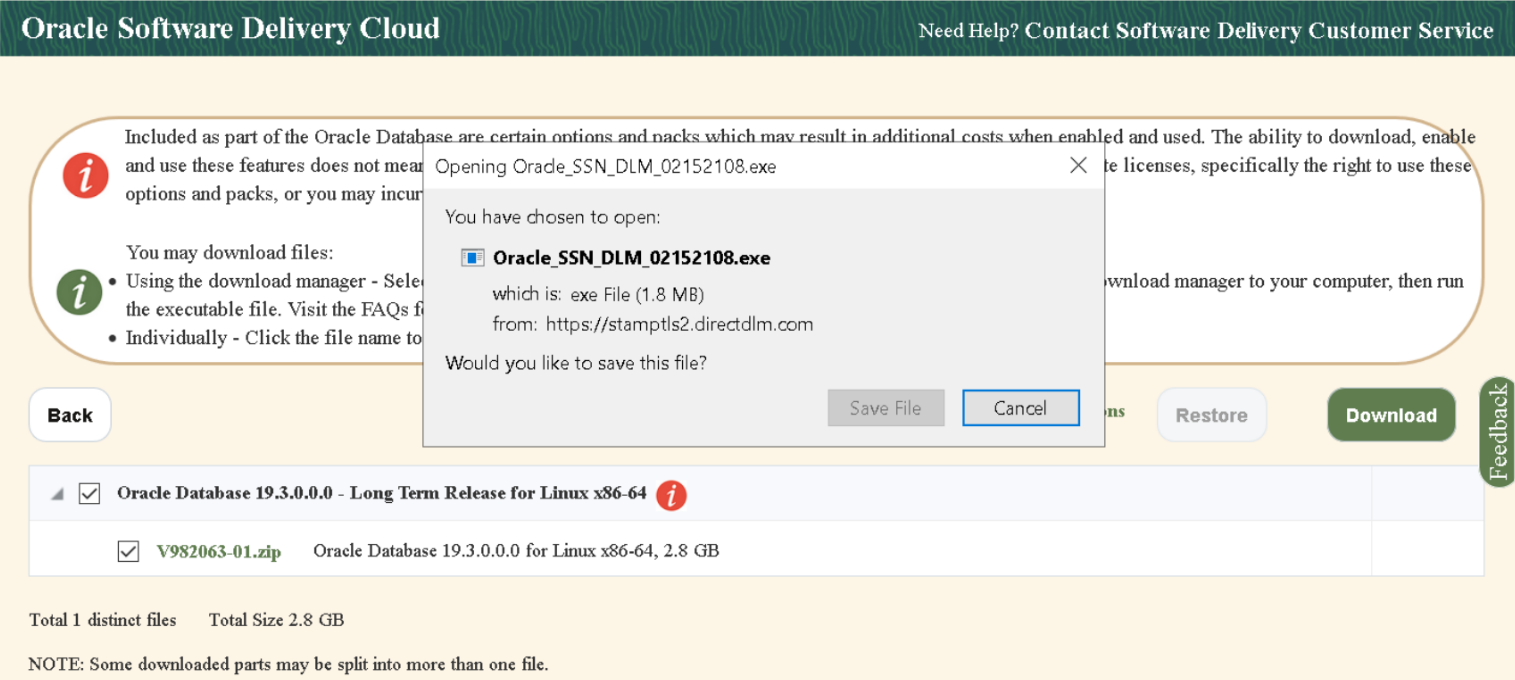 Oracle Software Delivery Cloud
Need Help? Contact Software Delivery Customer Service
Included as part of the Oracle Database are certain options and packs which may result in additional costs when enabled and used. The ability to download, enable
and use these features does not mean te licenses, specifically the right to use these
options and packs, or you may incur
You may download files:
• Using the download manager - Sele ownload manager to your computer, then run
the executable file. Visit the FAQs f
• Individually - Click the file name to
Opening Oracle_SSN_DLM_02152108.exe
You have chosen to open:
Oracle_SSN_DLM_02152108.exe
which is: exe File (1.8 MB)
from: https://stamptls2.directdlm.com
Would you like to save this file?
Save File Cancel
Back
ns
Restore
Download
Feedback
Oracle Database 19.3.0.0.0 - Long Term Release for Linux x86-64
V982063-01.zip Oracle Database 19.3.0.0.0 for Linux x86-64, 2.8 GB
Total 1 distinct files Total Size 2.8 GB
NOTE: Some downloaded parts may be split into more than one file.